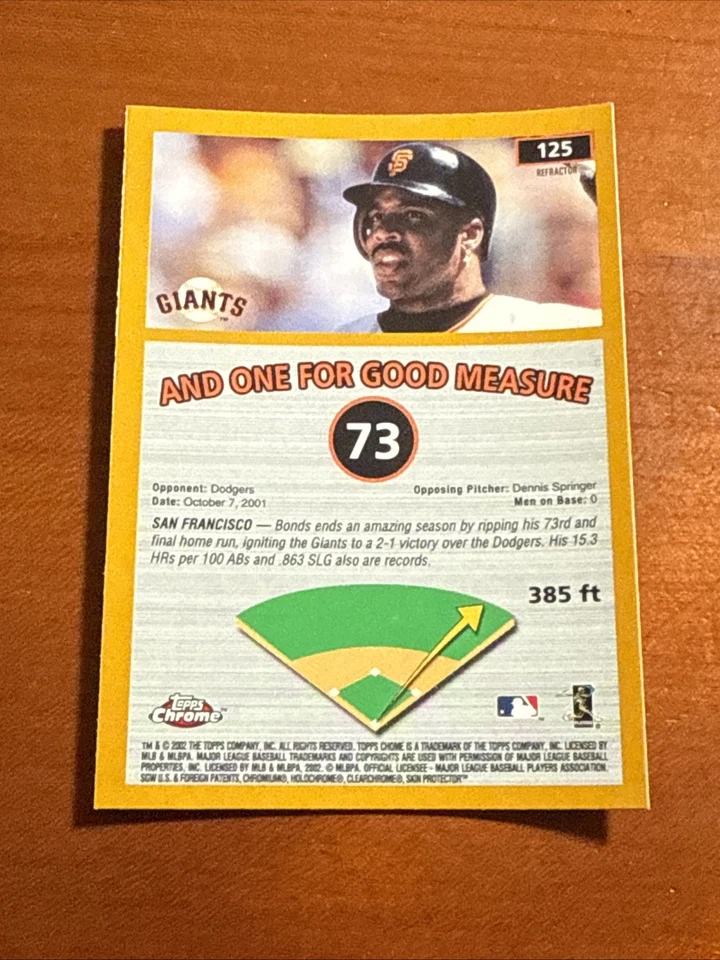 SF
125
REFRACTOR
GIANTS
AND ONE FOR GOOD MEASURE
73
Opponent: Dodgers
Date: October 7, 2001
Opposing Pitcher: Dennis Springer
Men on Base: 0
SAN FRANCISCO — Bonds ends an amazing season by ripping his 73rd and
final home run, igniting the Giants to a 2-1 victory over the Dodgers. His 15.3
HRs per 100 ABs and .863 SLG also are records.
385 ft
Topps
Chrome™
TM & © 2002 THE TOPPS COMPANY, INC. ALL RIGHTS RESERVED. TOPPS CHOME IS A TRADEMARK OF THE TOPPS COMPANY, INC. LICENSED BY
MLB & MLBPA. MAJOR LEAGUE BASEBALL TRADEMARKS AND COPYRIGHTS ARE USED WITH PERMISSION OF MAJOR LEAGUE BASEBALL
PROPERTIES, INC. LICENSED BY MLB & MLBPA, 2002. © MLBPA. OFFICIAL LICENSEE - MAJOR LEAGUE BASEBALL PLAYERS ASSOCIATION.
SGW U.S. & FOREIGN PATENTS, CHROMIUM®, HOLOCHROME®, CLEARCHROME®, SKIN PROTECTOR™